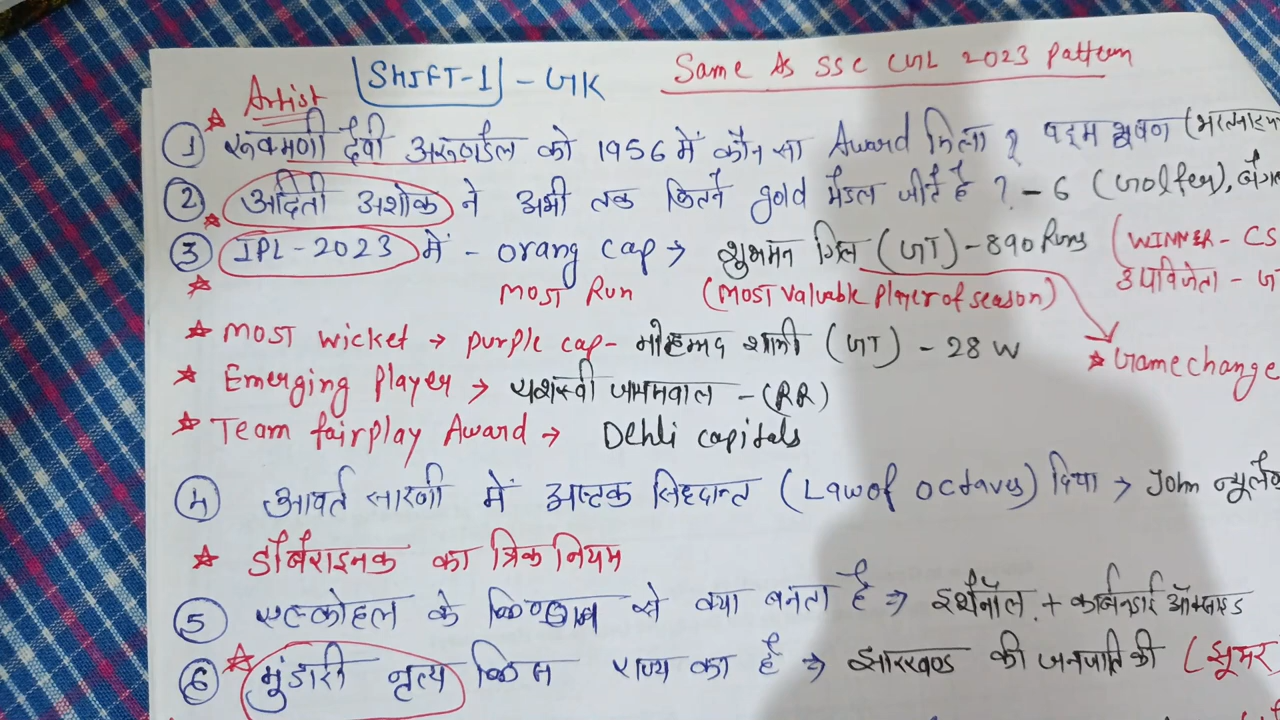 SHIFT-1 - GK Same As SSC CGL 2023 Pattern
Artist
① रुक्मणी देवी अरुण्डेल को 1956 में कौन सा Award मिला ? पद्म भूषण
② अदिती अशोक ने अभी तक कितने gold मैडल जीते है ? - 6 (Golfer),
③ IPL-2023 में - orang cap → शुभमन गिल (GT) - 890 Runs (WINNER - CS
उपविजेता - G
MOST RUN (MOST Valuable Player of season)
★ MOST wicket → purple cap - मोहम्मद शामी (GT) - 28 W
★ Gamechange
★ Emerging Player → यशस्वी जायसवाल - (RR)
★ Team fairplay Award → Dehli capitals
④ आवर्त सारणी में अष्टक सिद्दान्त (Law of octaves) दिया → John
★ डॉबेराइनक का त्रिक नियम
⑤ एल्कोहल के किण्वन से क्या बनता है → इथेनॉल + कार्बनडाई ऑक्साइड
⑥ मुंडारी नृत्य किस राज्य का है → झारखण्ड की जनजाति की (झूमर